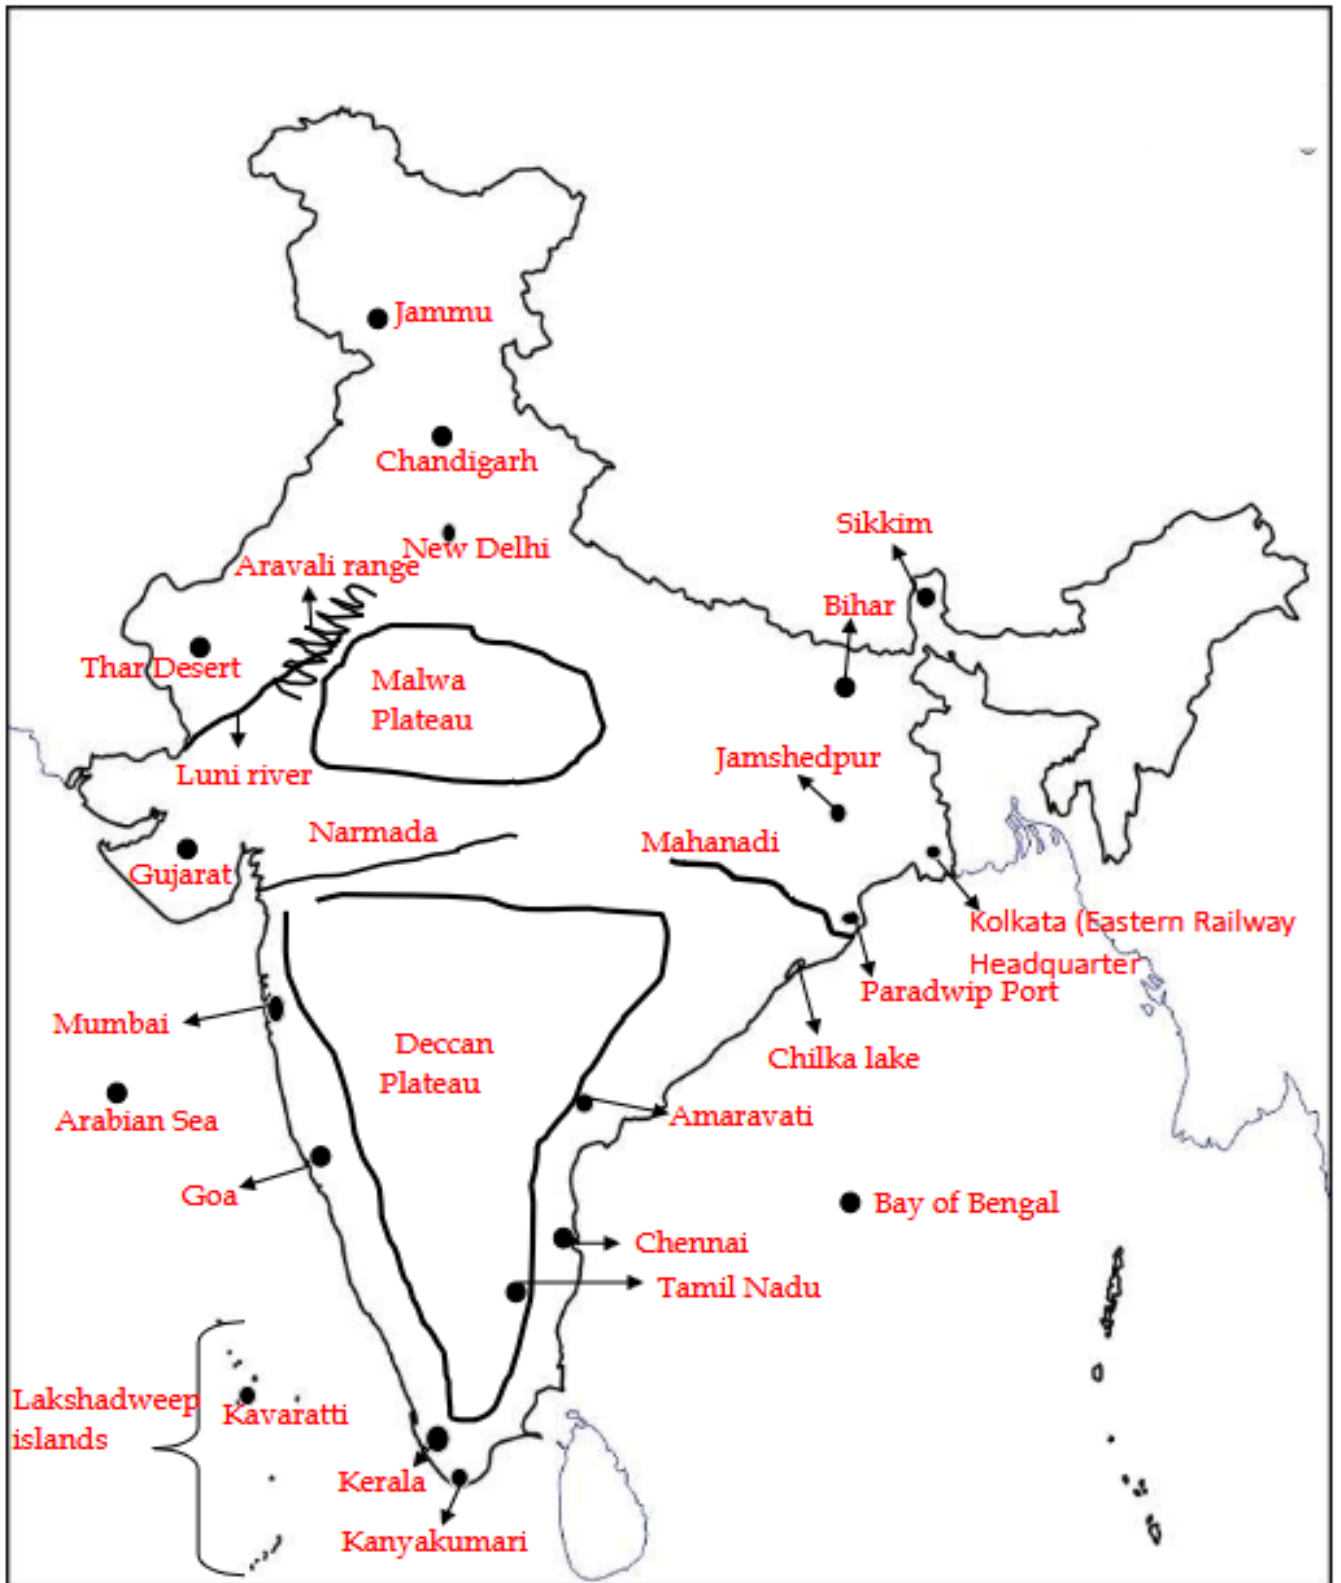 Jammu
Chandigarh
Sikkim
New Delhi
Aravali range
Bihar
Thar Desert
Malwa
Plateau
Jamshedpur
Luni river
Narmada
Mahanadi
Gujarat
Kolkata (Eastern Railway
Headquarter
Paradwip Port
Mumbai
Deccan
Plateau
Chilka lake
Arabian Sea
Amaravati
Goa
Bay of Bengal
Chennai
Tamil Nadu
Lakshadweep
islands
Kavaratti
Kerala
Kanyakumari